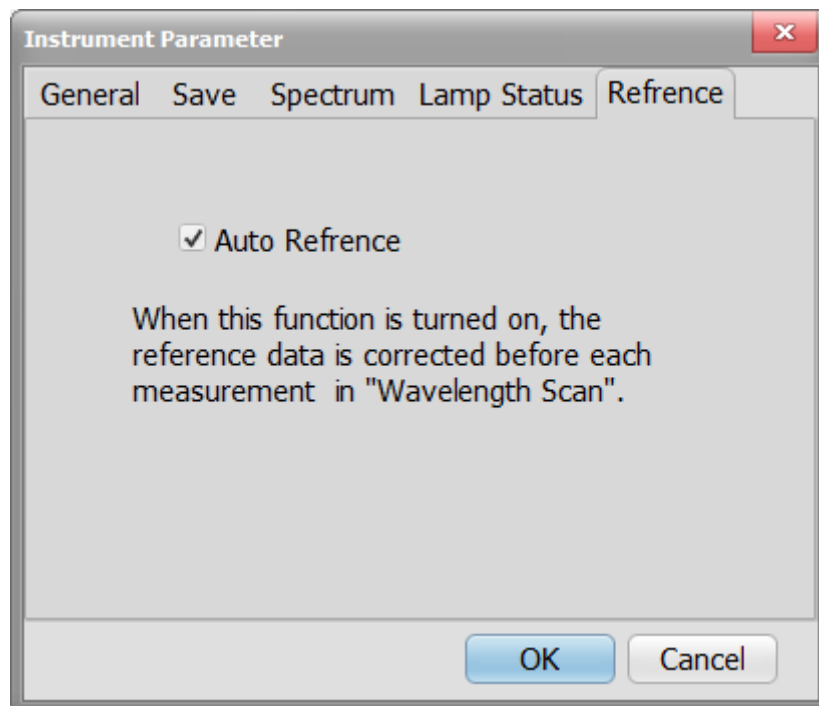 Instrument Parameter
General Save Spectrum Lamp Status Refrence
Auto Refrence
When this function is turned on, the
reference data is corrected before each
measurement in "Wavelength Scan".
OK Cancel